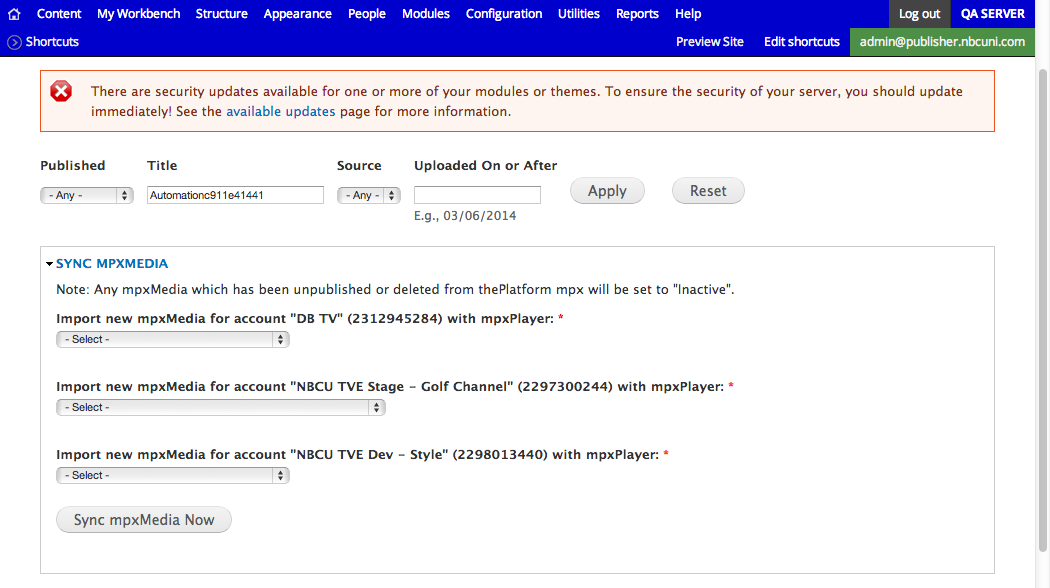 Content My Workbench Structure Appearance People Modules Configuration Utilities Reports Help Log out QA SERVER
Shortcuts Preview Site Edit shortcuts admin@publisher.nbcuni.com
There are security updates available for one or more of your modules or themes. To ensure the security of your server, you should update
immediately! See the available updates page for more information.
Published Title Source Uploaded On or After
- Any - Automationc911e41441 - Any - Apply Reset
E.g., 03/06/2014
SYNC MPXMEDIA
Note: Any mpxMedia which has been unpublished or deleted from thePlatform mpx will be set to "Inactive".
Import new mpxMedia for account "DB TV" (2312945284) with mpxPlayer: *
- Select -
Import new mpxMedia for account "NBCU TVE Stage - Golf Channel" (2297300244) with mpxPlayer: *
- Select -
Import new mpxMedia for account "NBCU TVE Dev - Style" (2298013440) with mpxPlayer: *
- Select -
Sync mpxMedia Now